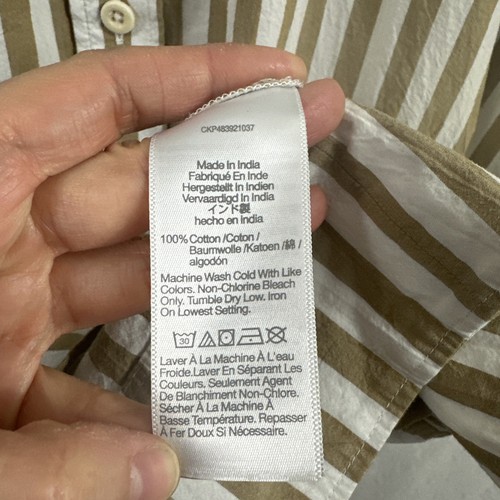 CKP483921037
Made In India
Fabriqué En Inde
Hergestellt In Indien
Vervaardigd In India
インド製
hecho en india
100% Cotton /Coton /
Baumwolle /Katoen /綿 /
algodón
Machine Wash Cold With Like
Colors. Non-Chlorine Bleach
Only. Tumble Dry Low. Iron
On Lowest Setting.
30
Laver À La Machine À L'eau
Froide.Laver En Séparant Les
Couleurs. Seulement Agent
De Blanchiment Non-Chlore.
Sécher À La Machine À
Basse Température. Repasser
À Fer Doux Si Nécessaire.